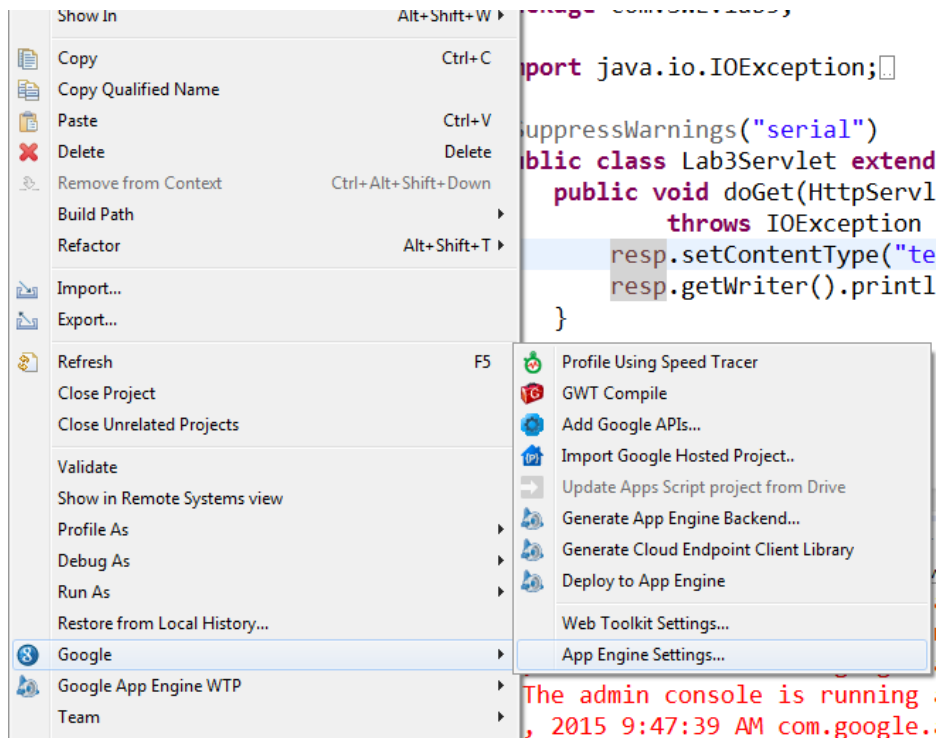 Show In Alt+Shift+W
Copy Ctrl+C
Copy Qualified Name
Paste Ctrl+V
Delete Delete
Remove from Context Ctrl+Alt+Shift+Down
Build Path
Refactor Alt+Shift+T
Import...
Export...
Refresh F5
Close Project
Close Unrelated Projects
Validate
Show in Remote Systems view
Profile As
Debug As
Run As
Restore from Local History...
Google
Google App Engine WTP
Team
mport java.io.IOException;
uppressWarnings("serial")
blic class Lab3Servlet extend
public void doGet(HttpServl
throws IOException
resp.setContentType("te
resp.getWriter().printl
}
Profile Using Speed Tracer
GWT Compile
Add Google APIs...
Import Google Hosted Project..
Update Apps Script project from Drive
Generate App Engine Backend...
Generate Cloud Endpoint Client Library
Deploy to App Engine
Web Toolkit Settings...
App Engine Settings...
The admin console is running
, 2015 9:47:39 AM com.google.